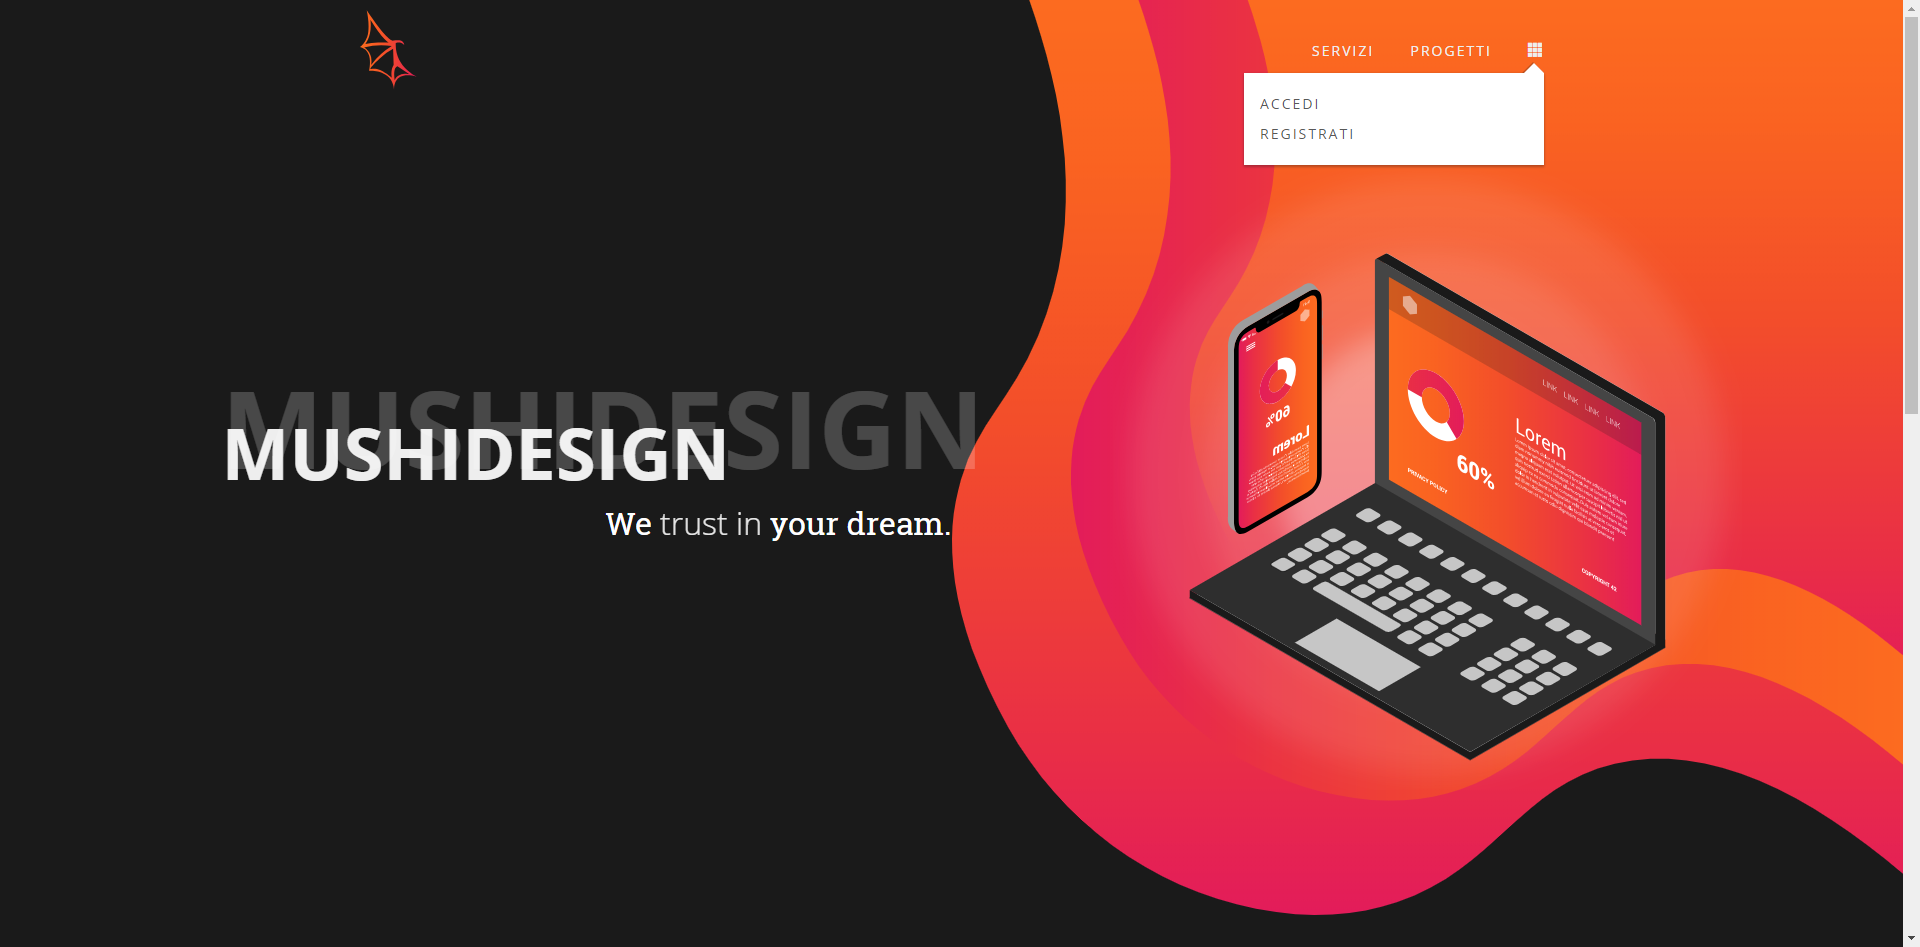 SERVIZI PROGETTI
ACCEDI
REGISTRATI
MUSHIDESIGN
MUSHIDESIGN
We trust in your dream.
60%
Lorem
LINK LINK LINK LINK
Lorem
60%
PRIVACY POLICY
COPYRIGHT 42